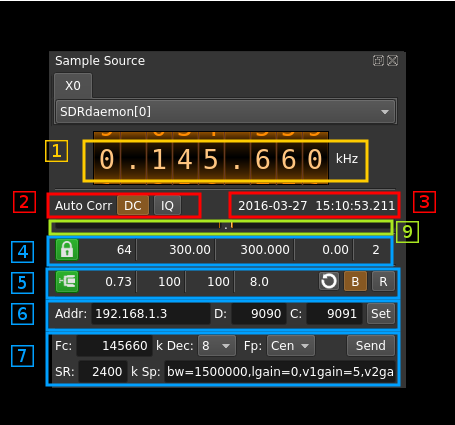 Sample Source
X0
SDRdaemon[0]
1 0.145.660 kHz
2 Auto Corr DC IQ 2016-03-27 15:10:53.211 3
9
4 64 300.00 300.000 0.00 2
5 0.73 100 100 8.0 B R
6 Addr: 192.168.1.3 D: 9090 C: 9091 Set
7 Fc: 145660 k Dec: 8 Fp: Cen Send
SR: 2400 k Sp: bw=1500000,lgain=0,v1gain=5,v2ga